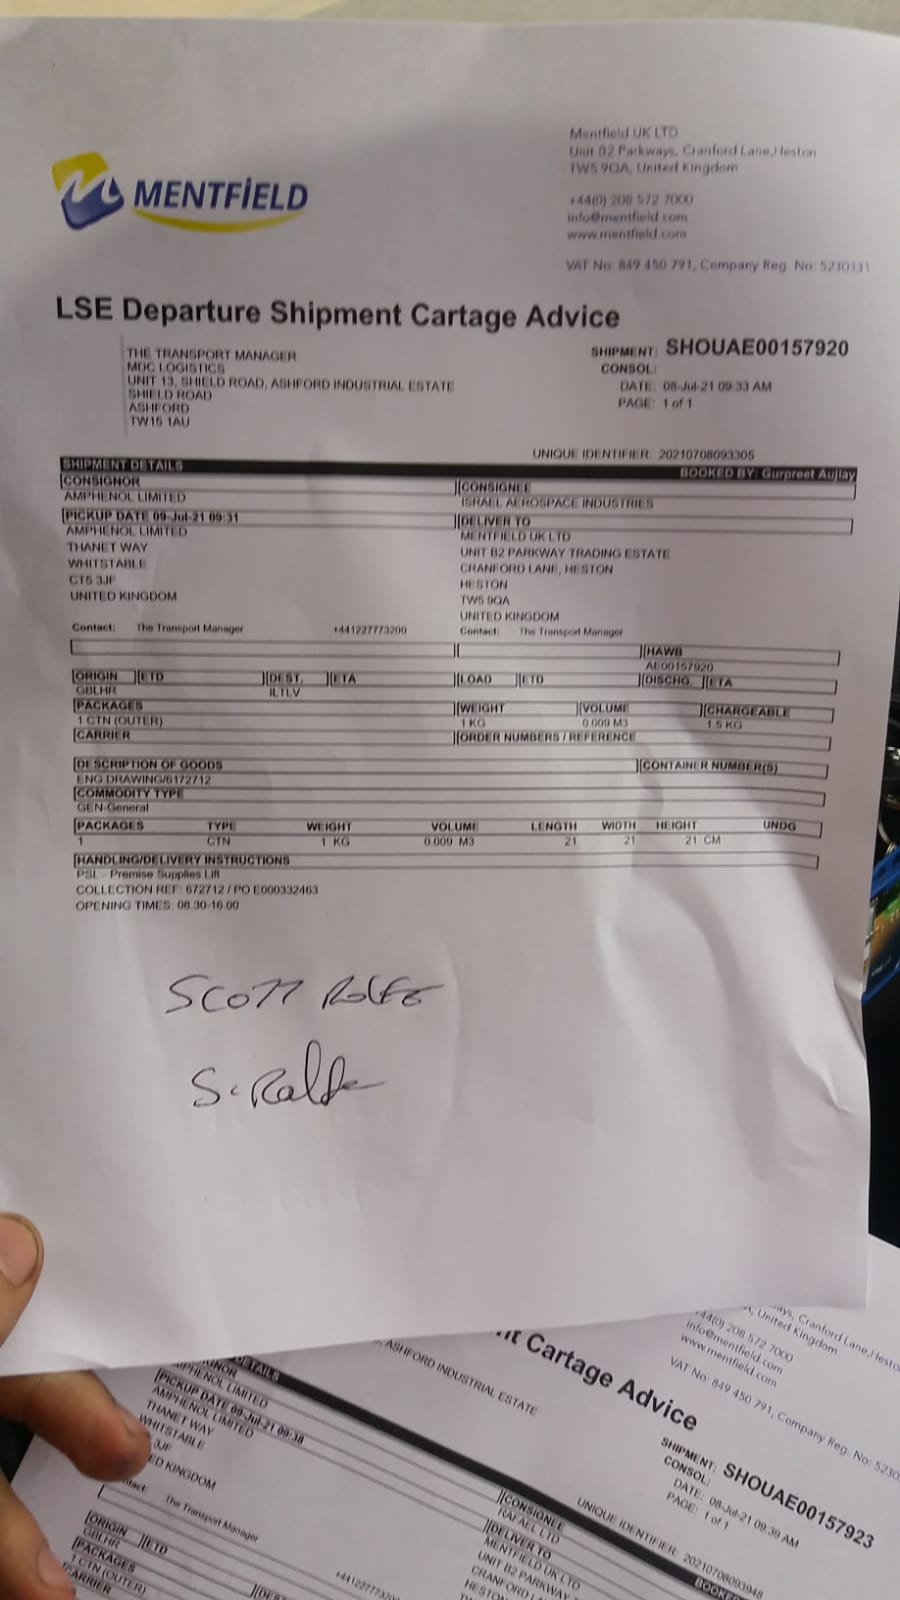 MENTFİELD
Mentfield UK LTD
Unit B2 Parkways, Cranford Lane,Heston
TW5 9QA, United Kingdom
+44(0) 208 572 7000
info@mentfield.com
www.mentfield.com
VAT No: 849 450 791, Company Reg. No: 5230331
LSE Departure Shipment Cartage Advice
THE TRANSPORT MANAGER
MDC LOGISTICS
UNIT 13, SHIELD ROAD, ASHFORD INDUSTRIAL ESTATE
SHIELD ROAD
ASHFORD
TW15 1AU
SHIPMENT: SHOUAE00157920
CONSOL:
DATE: 08-Jul-21 09:33 AM
PAGE: 1 of 1
UNIQUE IDENTIFIER: 20210708093305
SHIPMENT DETAILS BOOKED BY: Gurpreet Aujlay
CONSIGNOR CONSIGNEE
AMPHENOL LIMITED ISRAEL AEROSPACE INDUSTRIES
PICKUP DATE 09-Jul-21 09:31 DELIVER TO
AMPHENOL LIMITED MENTFIELD UK LTD
THANET WAY UNIT B2 PARKWAY TRADING ESTATE
WHITSTABLE CRANFORD LANE, HESTON
CT5 3JF HESTON
UNITED KINGDOM TW5 9QA
UNITED KINGDOM
Contact: The Transport Manager +441227773200 Contact: The Transport Manager
HAWB
AE00157920
ORIGIN ETD DEST. ETA LOAD ETD DISCHG. ETA
GBLHR ILTLV
PACKAGES WEIGHT VOLUME CHARGEABLE
1 CTN (OUTER) 1 KG 0.009 M3 1.5 KG
CARRIER ORDER NUMBERS / REFERENCE
DESCRIPTION OF GOODS CONTAINER NUMBER(S)
ENG DRAWING/6172712
COMMODITY TYPE
GEN-General
PACKAGES TYPE WEIGHT VOLUME LENGTH WIDTH HEIGHT UNDG
1 CTN 1 KG 0.009 M3 21 21 21 CM
HANDLING/DELIVERY INSTRUCTIONS
PSL - Premise Supplies Lift
COLLECTION REF: 672712 / PO E000332463
OPENING TIMES: 08.30-16.00
SCOTT ROLFE
S. Rolfe
ys, Cranford Lane,Hesto
A, United Kingdom
44(0) 208 572 7000
info@mentfield.com
www.mentfield.com
VAT No: 849 450 791, Company Reg. No: 5230
nt Cartage Advice
, ASHFORD INDUSTRIAL ESTATE
SHIPMENT: SHOUAE00157923
CONSOL:
DATE: 08-Jul-21 09:39 AM
PAGE: 1 of 1
UNIQUE IDENTIFIER: 20210708093948
DETAILS BOOKE
NOR CONSIGNEE
MPHENOL LIMITED RAFAEL LTD
PICKUP DATE 09-Jul-21 09:38 DELIVER TO
AMPHENOL LIMITED MENTFIELD UK LTD
THANET WAY UNIT B2 PARKWAY
WHITSTABLE CRANFORD
3JF HESTON
ED KINGDOM
ntact: The Transport Manager +44122777320
ORIGIN ETD
GBLHR
PACKAGES
1 CTN (OUTER)
CARRIER